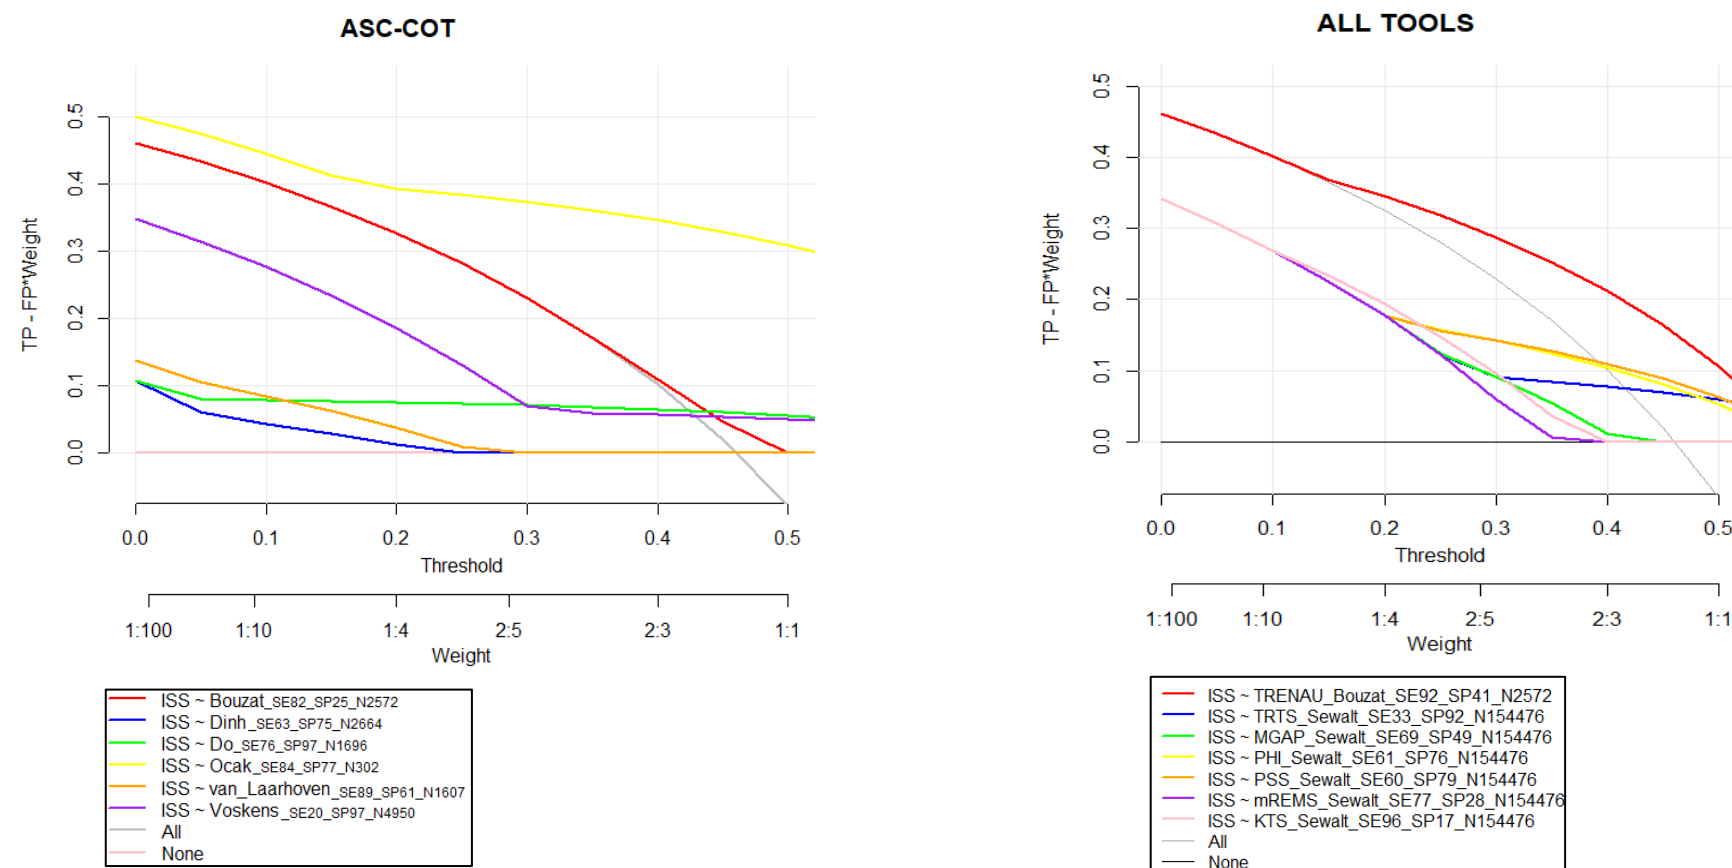 ASC-COT
TP - FP*Weight
0.5
0.4
0.3
0.2
0.1
0.0
0.0 0.1 0.2 0.3 0.4 0.5
Threshold
1:100 1:10 1:4 2:5 2:3 1:1
Weight
ISS ~ Bouzat_SE82_SP25_N2572
ISS ~ Dinh_SE63_SP75_N2664
ISS ~ Do_SE76_SP97_N1696
ISS ~ Ocak_SE84_SP77_N302
ISS ~ van_Laarhoven_SE89_SP61_N1607
ISS ~ Voskens_SE20_SP97_N4950
All
None
ALL TOOLS
TP - FP*Weight
0.5
0.4
0.3
0.2
0.1
0.0
0.0 0.1 0.2 0.3 0.4 0.5
Threshold
1:100 1:10 1:4 2:5 2:3 1:1
Weight
ISS ~ TRENAU_Bouzat_SE92_SP41_N2572
ISS ~ TRTS_Sewalt_SE33_SP92_N154476
ISS ~ MGAP_Sewalt_SE69_SP49_N154476
ISS ~ PHI_Sewalt_SE61_SP76_N154476
ISS ~ PSS_Sewalt_SE60_SP79_N154476
ISS ~ mREMS_Sewalt_SE77_SP28_N154476
ISS ~ KTS_Sewalt_SE96_SP17_N154476
All
None